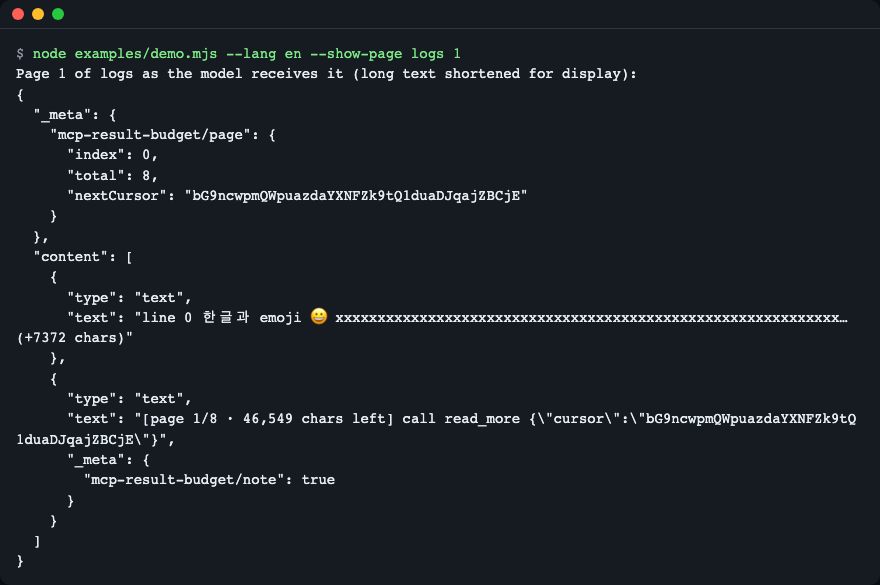 $ node examples/demo.mjs --lang en --show-page logs 1
Page 1 of logs as the model receives it (long text shortened for display):
{
  "_meta": {
    "mcp-result-budget/page": {
      "index": 0,
      "total": 8,
      "nextCursor": "bG9ncwpmQWpuazdaYXNFZk9tQlduaDJqajZBCjE"
    }
  },
  "content": [
    {
      "type": "text",
      "text": "line 0 한글과 emoji 😀 xxxxxxxxxxxxxxxxxxxxxxxxxxxxxxxxxxxxxxxxxxxxxxxxxxxxxxxxxxxx…
(+7372 chars)"
    },
    {
      "type": "text",
      "text": "[page 1/8 · 46,549 chars left] call read_more {\"cursor\":\"bG9ncwpmQWpuazdaYXNFZk9tQ
lduaDJqajZBCjE\"}",
      "_meta": {
        "mcp-result-budget/note": true
      }
    }
  ]
}